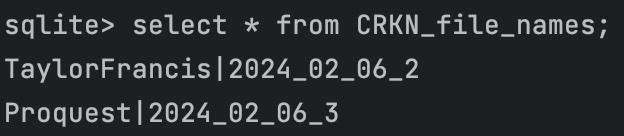 sqlite> select * from CRKN_file_names;
TaylorFrancis|2024_02_06_2
Proquest|2024_02_06_3